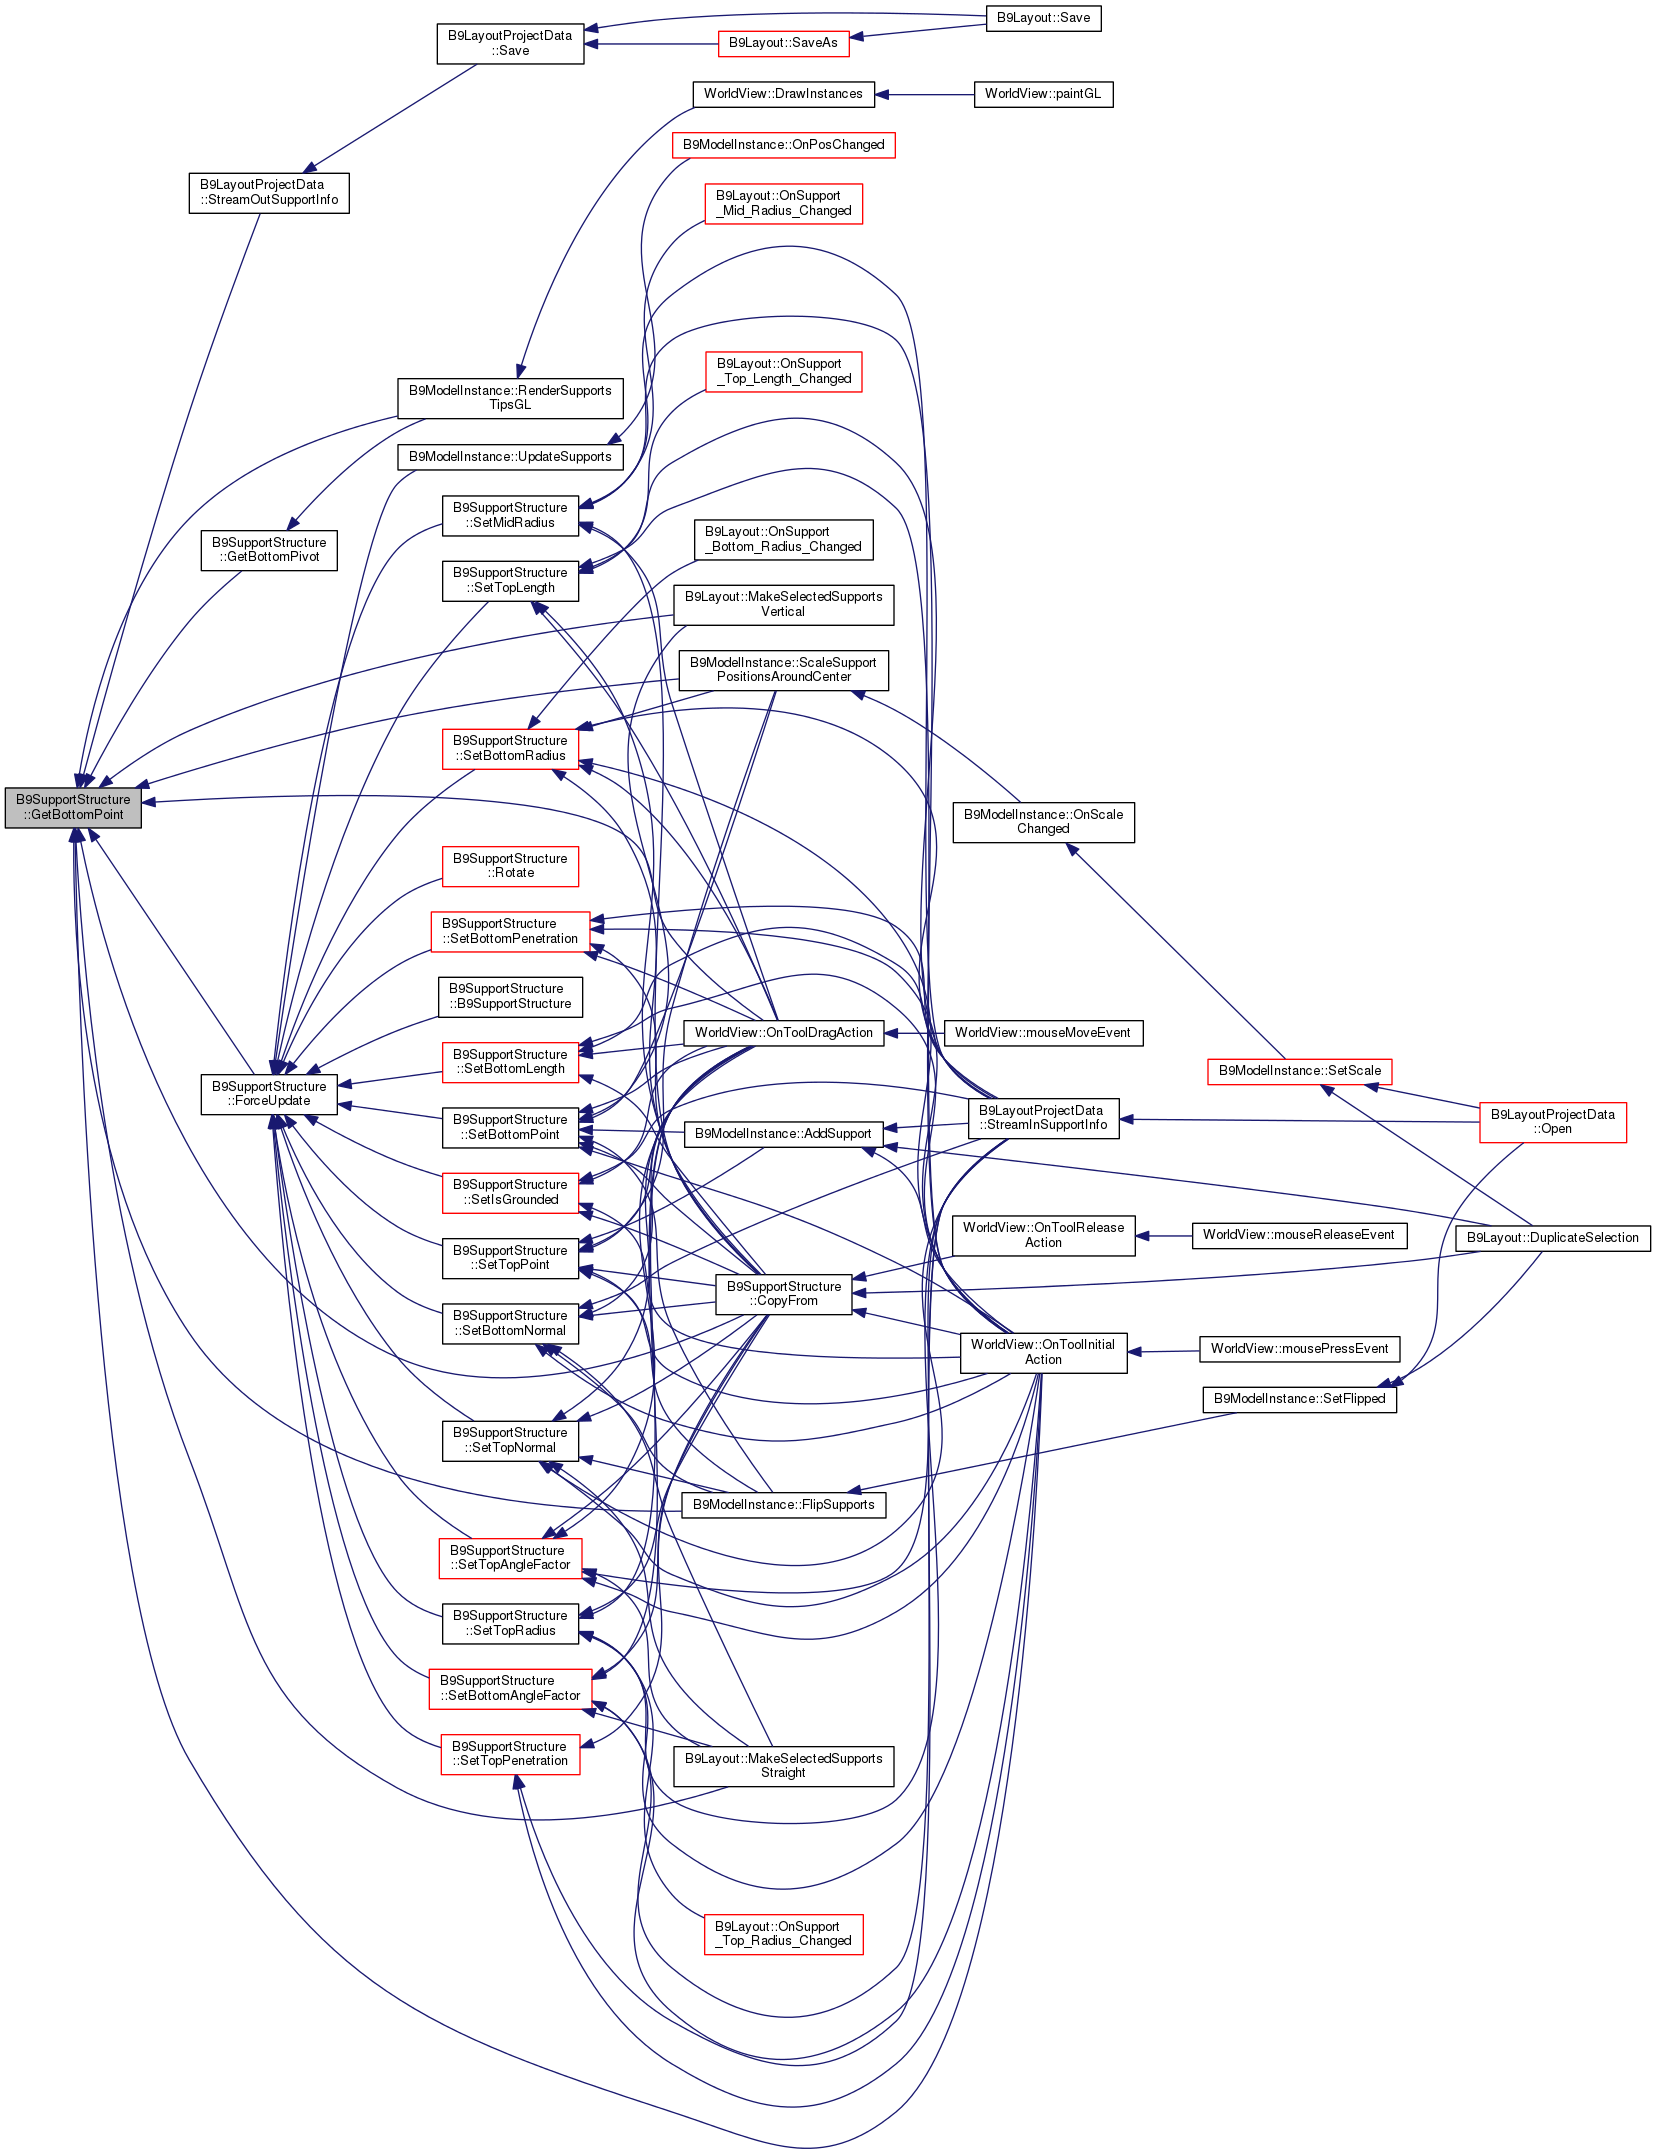 B9LayoutProjectData
::Save
B9Layout::Save
B9Layout::SaveAs
WorldView::DrawInstances
WorldView::paintGL
B9ModelInstance::OnPosChanged
B9LayoutProjectData
::StreamOutSupportInfo
B9Layout::OnSupport
_Mid_Radius_Changed
B9Layout::OnSupport
_Top_Length_Changed
B9ModelInstance::RenderSupports
TipsGL
B9ModelInstance::UpdateSupports
B9SupportStructure
::SetMidRadius
B9SupportStructure
::GetBottomPivot
B9Layout::OnSupport
_Bottom_Radius_Changed
B9SupportStructure
::SetTopLength
B9Layout::MakeSelectedSupports
Vertical
B9ModelInstance::ScaleSupport
PositionsAroundCenter
B9SupportStructure
::SetBottomRadius
B9SupportStructure
::GetBottomPoint
B9ModelInstance::OnScale
Changed
B9SupportStructure
::Rotate
B9SupportStructure
::SetBottomPenetration
B9SupportStructure
::B9SupportStructure
WorldView::OnToolDragAction
WorldView::mouseMoveEvent
B9SupportStructure
::SetBottomLength
B9ModelInstance::SetScale
B9SupportStructure
::ForceUpdate
B9SupportStructure
::SetBottomPoint
B9ModelInstance::AddSupport
B9LayoutProjectData
::StreamInSupportInfo
B9LayoutProjectData
::Open
B9SupportStructure
::SetIsGrounded
WorldView::OnToolRelease
Action
WorldView::mouseReleaseEvent
B9Layout::DuplicateSelection
B9SupportStructure
::SetTopPoint
B9SupportStructure
::CopyFrom
B9SupportStructure
::SetBottomNormal
WorldView::OnToolInitial
Action
WorldView::mousePressEvent
B9ModelInstance::SetFlipped
B9SupportStructure
::SetTopNormal
B9ModelInstance::FlipSupports
B9SupportStructure
::SetTopAngleFactor
B9SupportStructure
::SetTopRadius
B9SupportStructure
::SetBottomAngleFactor
B9SupportStructure
::SetTopPenetration
B9Layout::MakeSelectedSupports
Straight
B9Layout::OnSupport
_Top_Radius_Changed